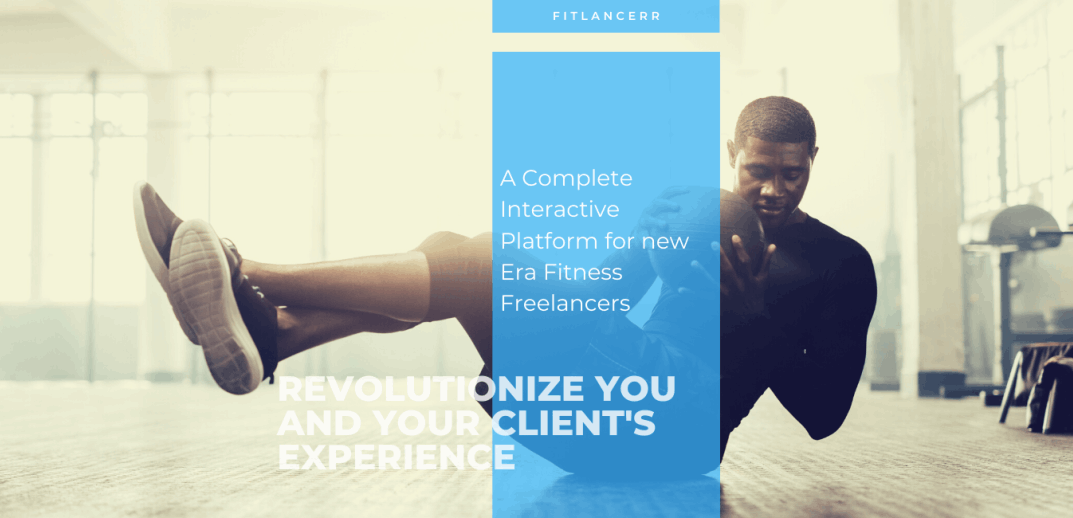 FITLANCERR
A Complete
Interactive
Platform for new
Era Fitness
Freelancers
REVOLUTIONIZE YOU
AND YOUR CLIENT'S
EXPERIENCE